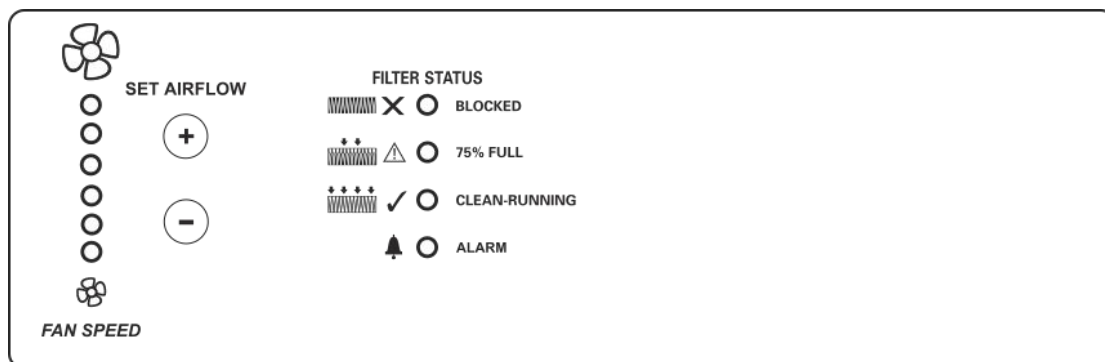 SET AIRFLOW
+
-
FAN SPEED
FILTER STATUS
BLOCKED
75% FULL
CLEAN-RUNNING
ALARM